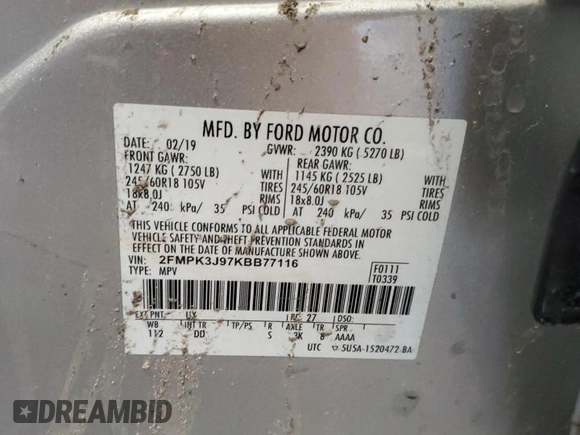 MFD. BY FORD MOTOR CO.
DATE: 02/19 GVWR: 2390 KG ( 5270 LB)
FRONT GAWR: REAR GAWR:
1247 KG ( 2750 LB) WITH 1145 KG ( 2525 LB) WITH
245/60R18 105V TIRES 245/60R18 105V TIRES
18x8.0J RIMS 18x8.0J RIMS
AT 240 kPa/ 35 PSI COLD AT 240 kPa/ 35 PSI COLD
THIS VEHICLE CONFORMS TO ALL APPLICABLE FEDERAL MOTOR
VEHICLE SAFETY AND THEFT PREVENTION STANDARDS IN
EFFECT ON THE DATE OF MANUFACTURE SHOWN ABOVE.
VIN: 2FMPK3J97KBB77116
TYPE: MPV
F0111
T0339
EXT PNT: UX RC: 27 DSO:
WB INT TR TP/PS R AXLE TR SPR
112 DD S 3K 8 AAAA
UTC 5U5A-1520472-BA
DREAMBID